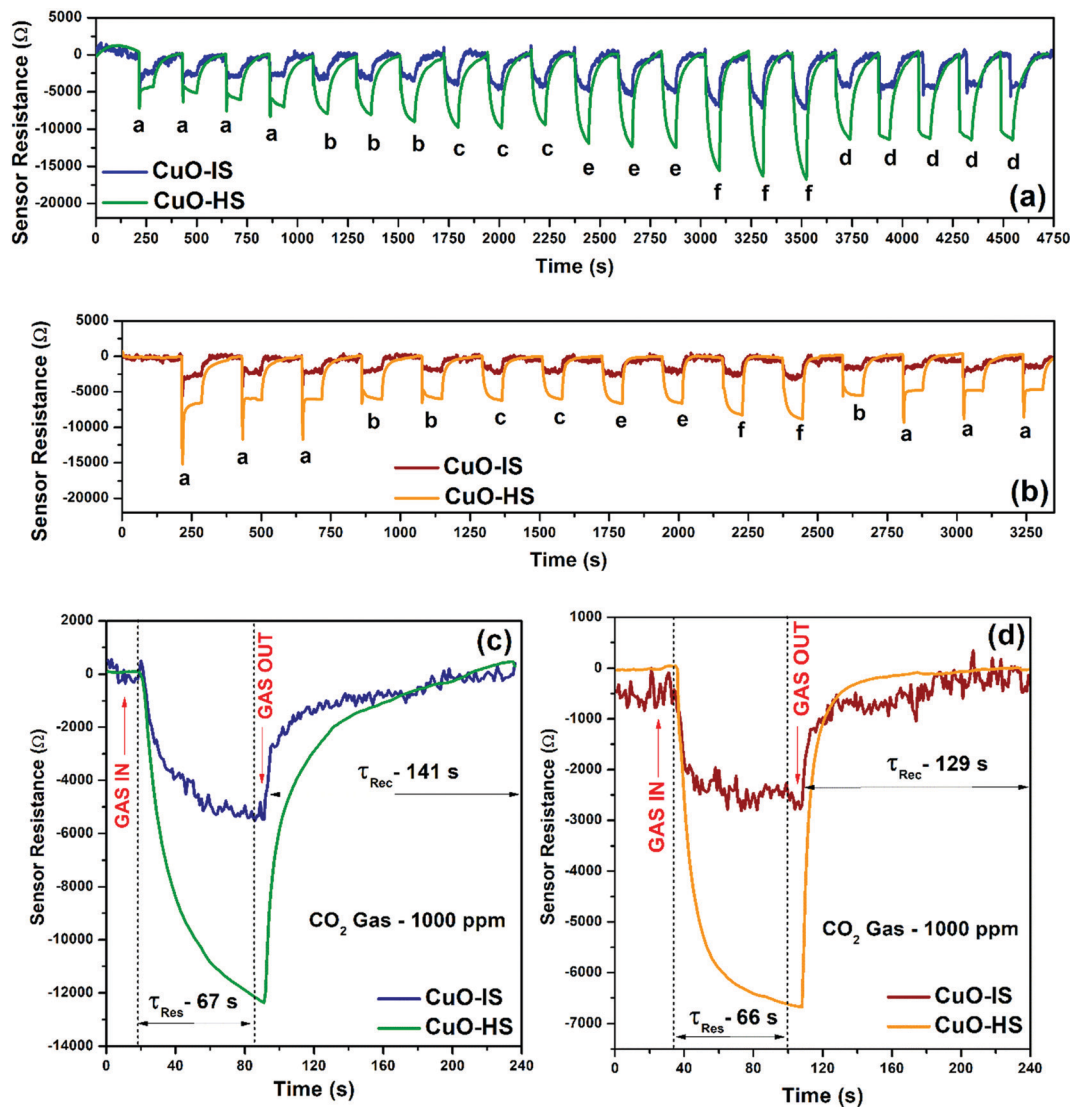 Sensor Resistance (Ω)
5000
0
-5000
-10000
-15000
-20000
a a a a b b b c c c e e e f f f d d d d d
CuO-IS
CuO-HS
(a)
0 250 500 750 1000 1250 1500 1750 2000 2250 2500 2750 3000 3250 3500 3750 4000 4250 4500 4750
Time (s)
Sensor Resistance (Ω)
5000
0
-5000
-10000
-15000
-20000
a a a b b c c e e f f b a a a
CuO-IS
CuO-HS
(b)
0 250 500 750 1000 1250 1500 1750 2000 2250 2500 2750 3000 3250
Time (s)
Sensor Resistance (Ω)
2000
0
-2000
-4000
-6000
-8000
-10000
-12000
-14000
(c)
GAS IN
GAS OUT
τRec- 141 s
CO2 Gas - 1000 ppm
τRes- 67 s
CuO-IS
CuO-HS
0 40 80 120 160 200 240
Time (s)
Sensor Resistance (Ω)
0
-1000
-2000
-3000
-4000
-5000
-6000
-7000
(d)
GAS IN
GAS OUT
τRec- 129 s
CO2 Gas - 1000 ppm
τRes- 66 s
CuO-IS
CuO-HS
0 40 80 120 160 200 240
Time (s)